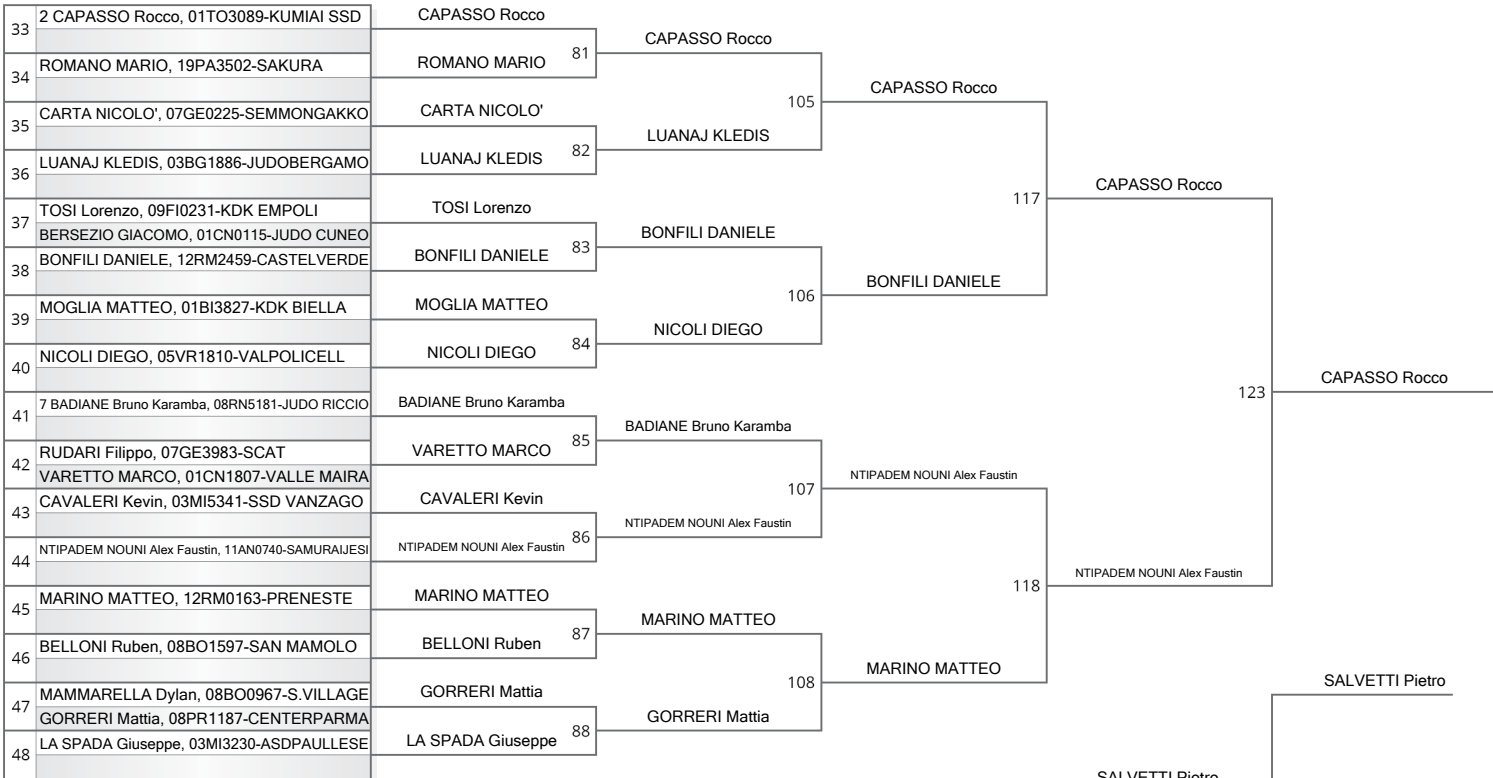 33
2 CAPASSO Rocco, 01TO3089-KUMIAI SSD
34
ROMANO MARIO, 19PA3502-SAKURA
35
CARTA NICOLO', 07GE0225-SEMMONGAKKO
36
LUANAJ KLEDIS, 03BG1886-JUDOBERGAMO
37
TOSI Lorenzo, 09FI0231-KDK EMPOLI
BERSEZIO GIACOMO, 01CN0115-JUDO CUNEO
38
BONFILI DANIELE, 12RM2459-CASTELVERDE
39
MOGLIA MATTEO, 01BI3827-KDK BIELLA
40
NICOLI DIEGO, 05VR1810-VALPOLICELL
41
7 BADIANE Bruno Karamba, 08RN5181-JUDO RICCIO
42
RUDARI Filippo, 07GE3983-SCAT
VARETTO MARCO, 01CN1807-VALLE MAIRA
43
CAVALERI Kevin, 03MI5341-SSD VANZAGO
44
NTIPADEM NOUNI Alex Faustin, 11AN0740-SAMURAIJESI
45
MARINO MATTEO, 12RM0163-PRENESTE
46
BELLONI Ruben, 08BO1597-SAN MAMOLO
47
MAMMARELLA Dylan, 08BO0967-S.VILLAGE
GORRERI Mattia, 08PR1187-CENTERPARMA
48
LA SPADA Giuseppe, 03MI3230-ASDPAULLESE
CAPASSO Rocco
ROMANO MARIO
81
CARTA NICOLO'
LUANAJ KLEDIS
82
TOSI Lorenzo
BONFILI DANIELE
83
MOGLIA MATTEO
NICOLI DIEGO
84
BADIANE Bruno Karamba
VARETTO MARCO
85
CAVALERI Kevin
NTIPADEM NOUNI Alex Faustin
86
MARINO MATTEO
BELLONI Ruben
87
GORRERI Mattia
LA SPADA Giuseppe
88
CAPASSO Rocco
105
LUANAJ KLEDIS
BONFILI DANIELE
106
NICOLI DIEGO
BADIANE Bruno Karamba
107
NTIPADEM NOUNI Alex Faustin
MARINO MATTEO
108
GORRERI Mattia
CAPASSO Rocco
117
BONFILI DANIELE
NTIPADEM NOUNI Alex Faustin
118
MARINO MATTEO
CAPASSO Rocco
123
NTIPADEM NOUNI Alex Faustin
CAPASSO Rocco
SALVETTI Pietro
SALVETTI Pietro